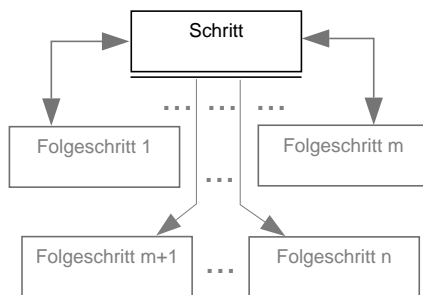 Schritt
... ... ...
Folgeschritt 1
Folgeschritt m
...
Folgeschritt m+1
...
Folgeschritt n